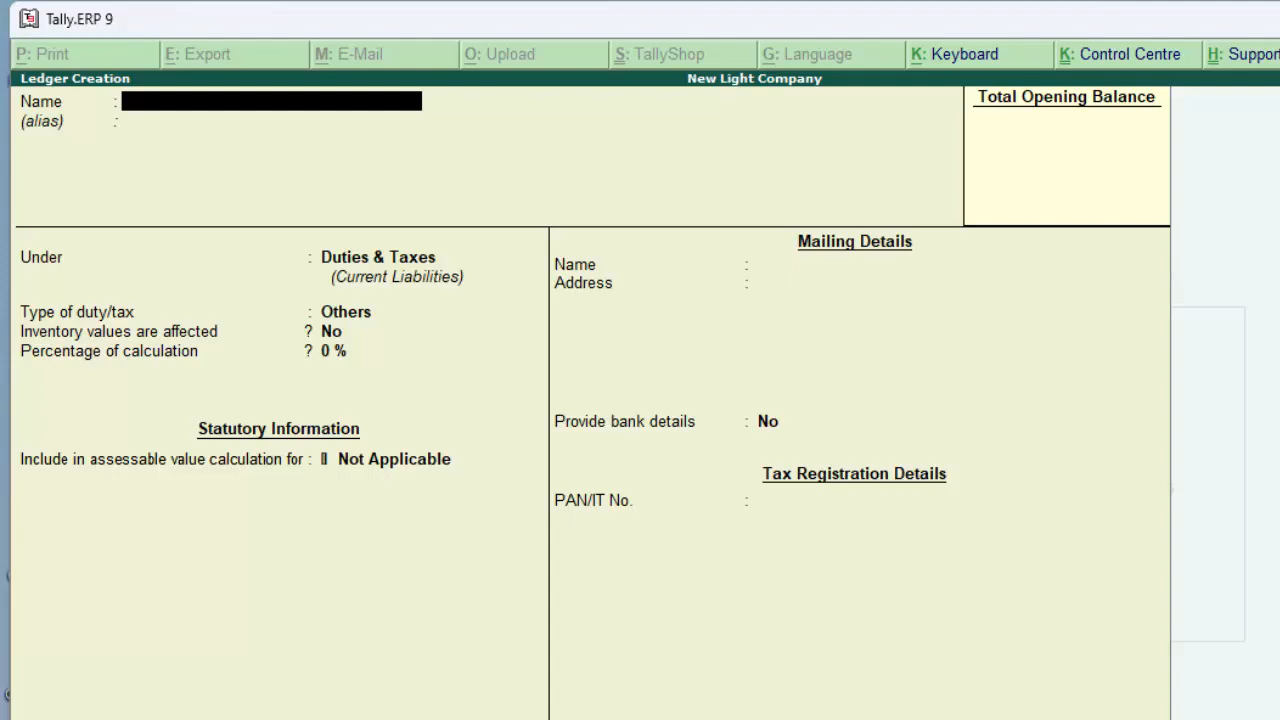 Tally.ERP 9
P: Print E: Export M: E-Mail O: Upload S: TallyShop G: Language K: Keyboard K: Control Centre H: Suppor
Ledger Creation New Light Company
Name :
(alias) :
Total Opening Balance
Under : Duties & Taxes
(Current Liabilities)
Type of duty/tax : Others
Inventory values are affected ? No
Percentage of calculation ? 0 %
Statutory Information
Include in assessable value calculation for : Not Applicable
Mailing Details
Name :
Address :
Provide bank details : No
Tax Registration Details
PAN/IT No. :